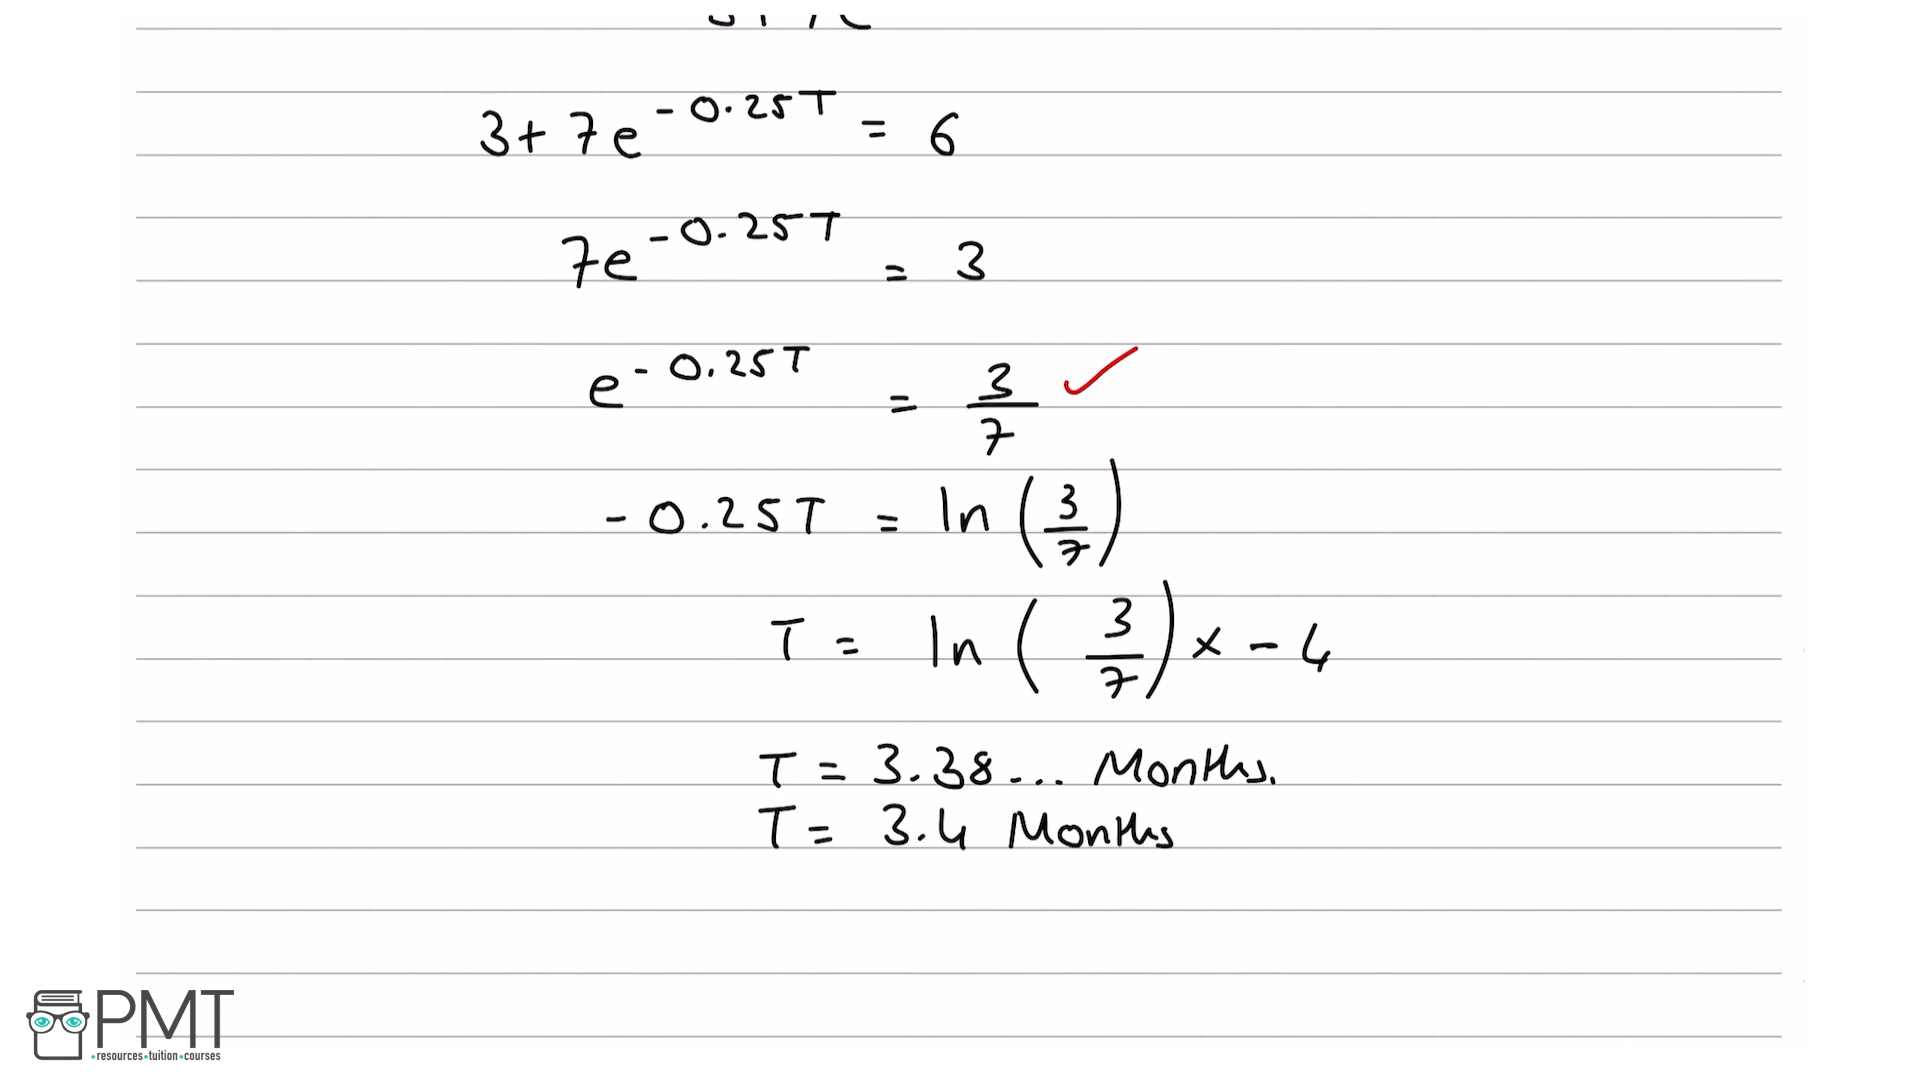 3 + 7e^{-0.25T} = 6
7e^{-0.25T} = 3
e^{-0.25T} = 3/7 ✓
-0.25T = ln(3/7)
T = ln(3/7) x -4
T = 3.38... Months.
T = 3.4 Months
PMT
•resources•tuition•courses